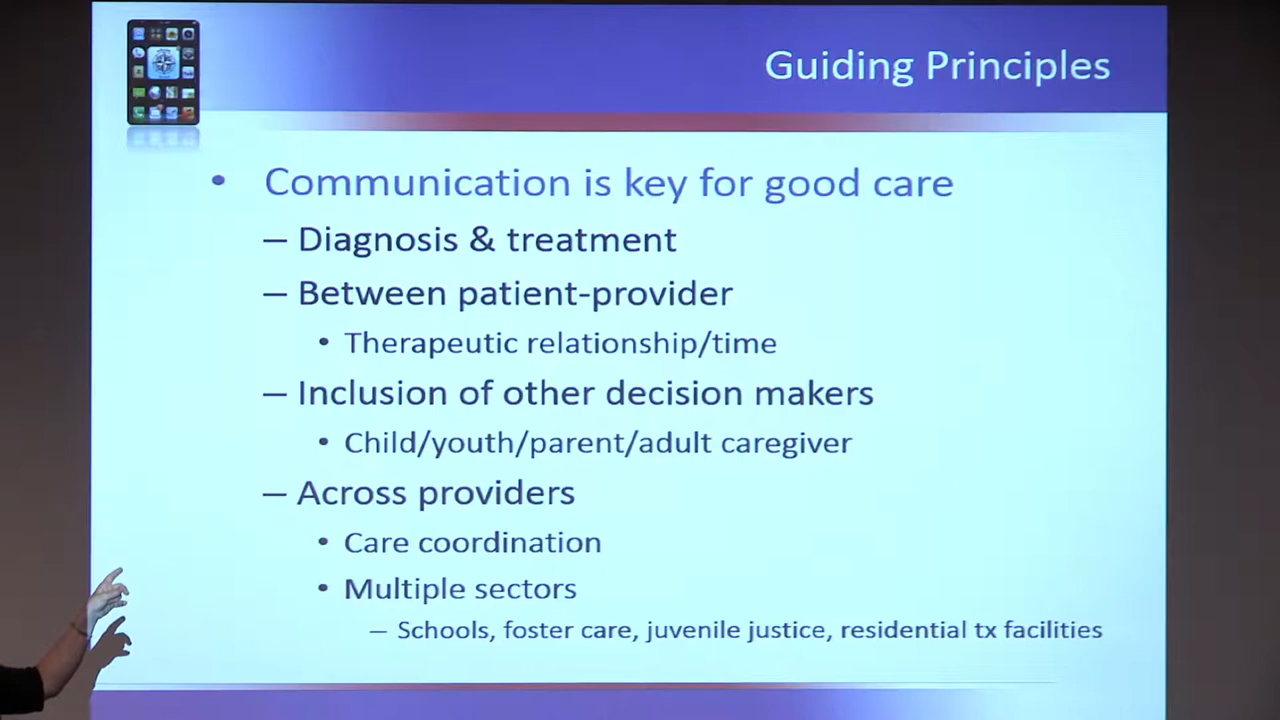 Guiding Principles
• Communication is key for good care
– Diagnosis & treatment
– Between patient-provider
• Therapeutic relationship/time
– Inclusion of other decision makers
• Child/youth/parent/adult caregiver
– Across providers
• Care coordination
• Multiple sectors
– Schools, foster care, juvenile justice, residential tx facilities